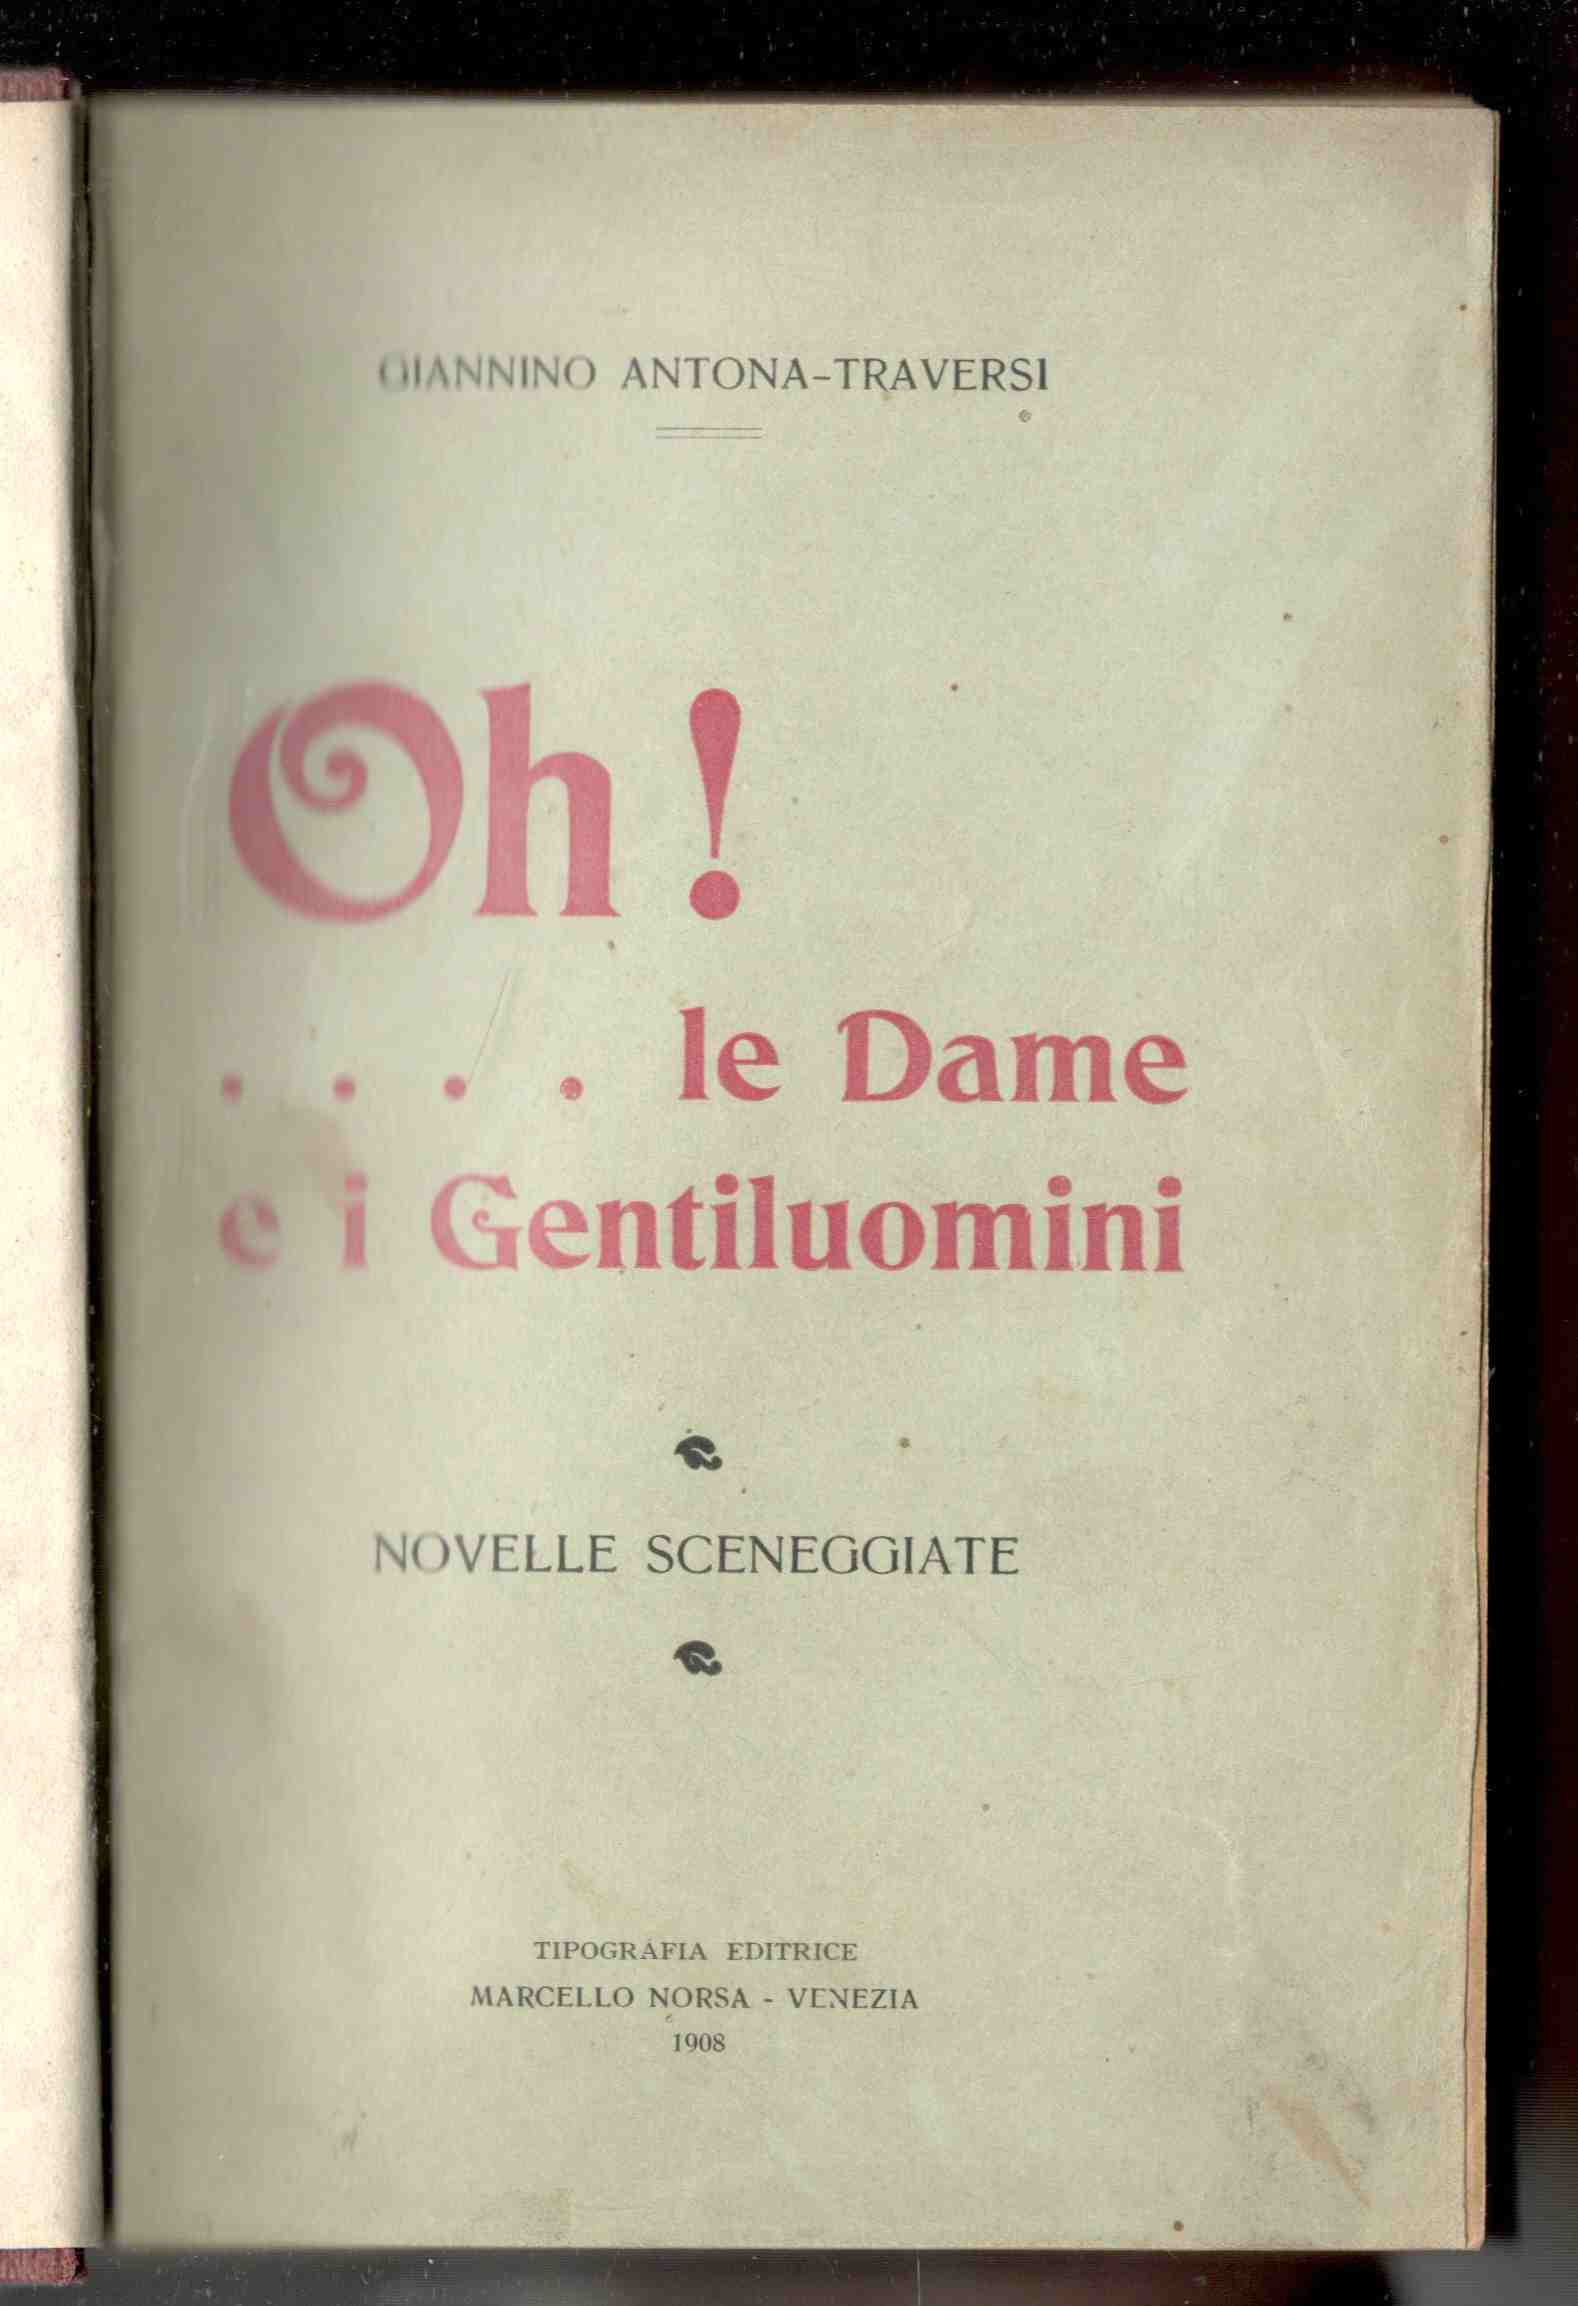 GIANNINO ANTONA-TRAVERSI
Oh!
. . . . le Dame
e i Gentiluomini
NOVELLE SCENEGGIATE
TIPOGRAFIA EDITRICE
MARCELLO NORSA - VENEZIA
1908